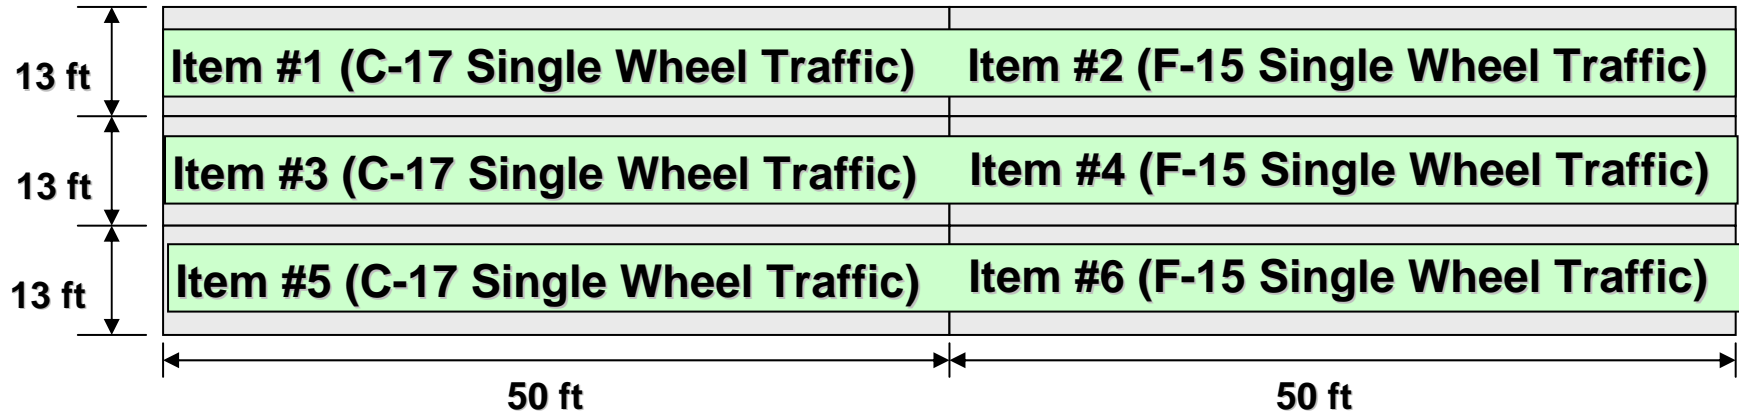 13 ft Item #1 (C-17 Single Wheel Traffic) Item #2 (F-15 Single Wheel Traffic)
13 ft Item #3 (C-17 Single Wheel Traffic) Item #4 (F-15 Single Wheel Traffic)
13 ft Item #5 (C-17 Single Wheel Traffic) Item #6 (F-15 Single Wheel Traffic)
50 ft 50 ft